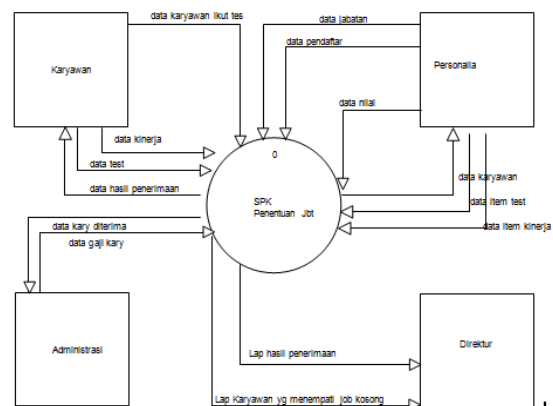 data karyawan ikut tes
data jabatan
data pendaftar
Karyawan
Personalia
data nilai
data kinerja
data test
data hasil penerimaan
0
SPK
Penentuan Jbt
data karyawan
data item test
data item kinerja
data kary diterima
data gaji kary
Administrasi
Direktur
Lap hasil penerimaan
Lap Karyawan yg menempati job kosong